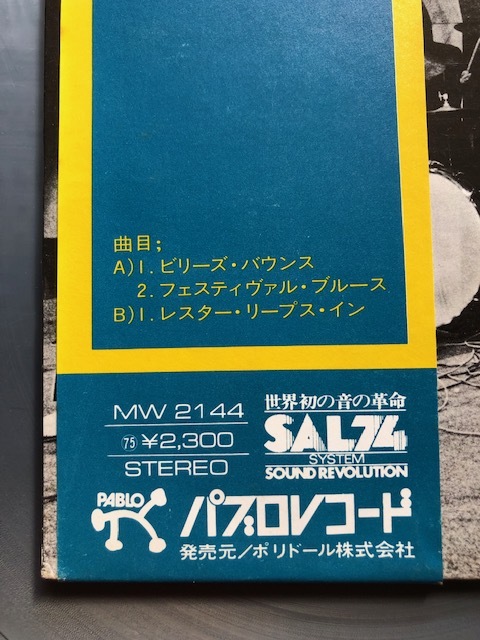 曲目;
A)1. ビリーズ・バウンス
2. フェスティヴァル・ブルース
B)1. レスター・リープス・イン
MW 2144
㊆ ¥2,300
STEREO
世界初の音の革命
SAL74
SYSTEM
SOUND REVOLUTION
PABLO
パブロレコード
発売元/ポリドール株式会社